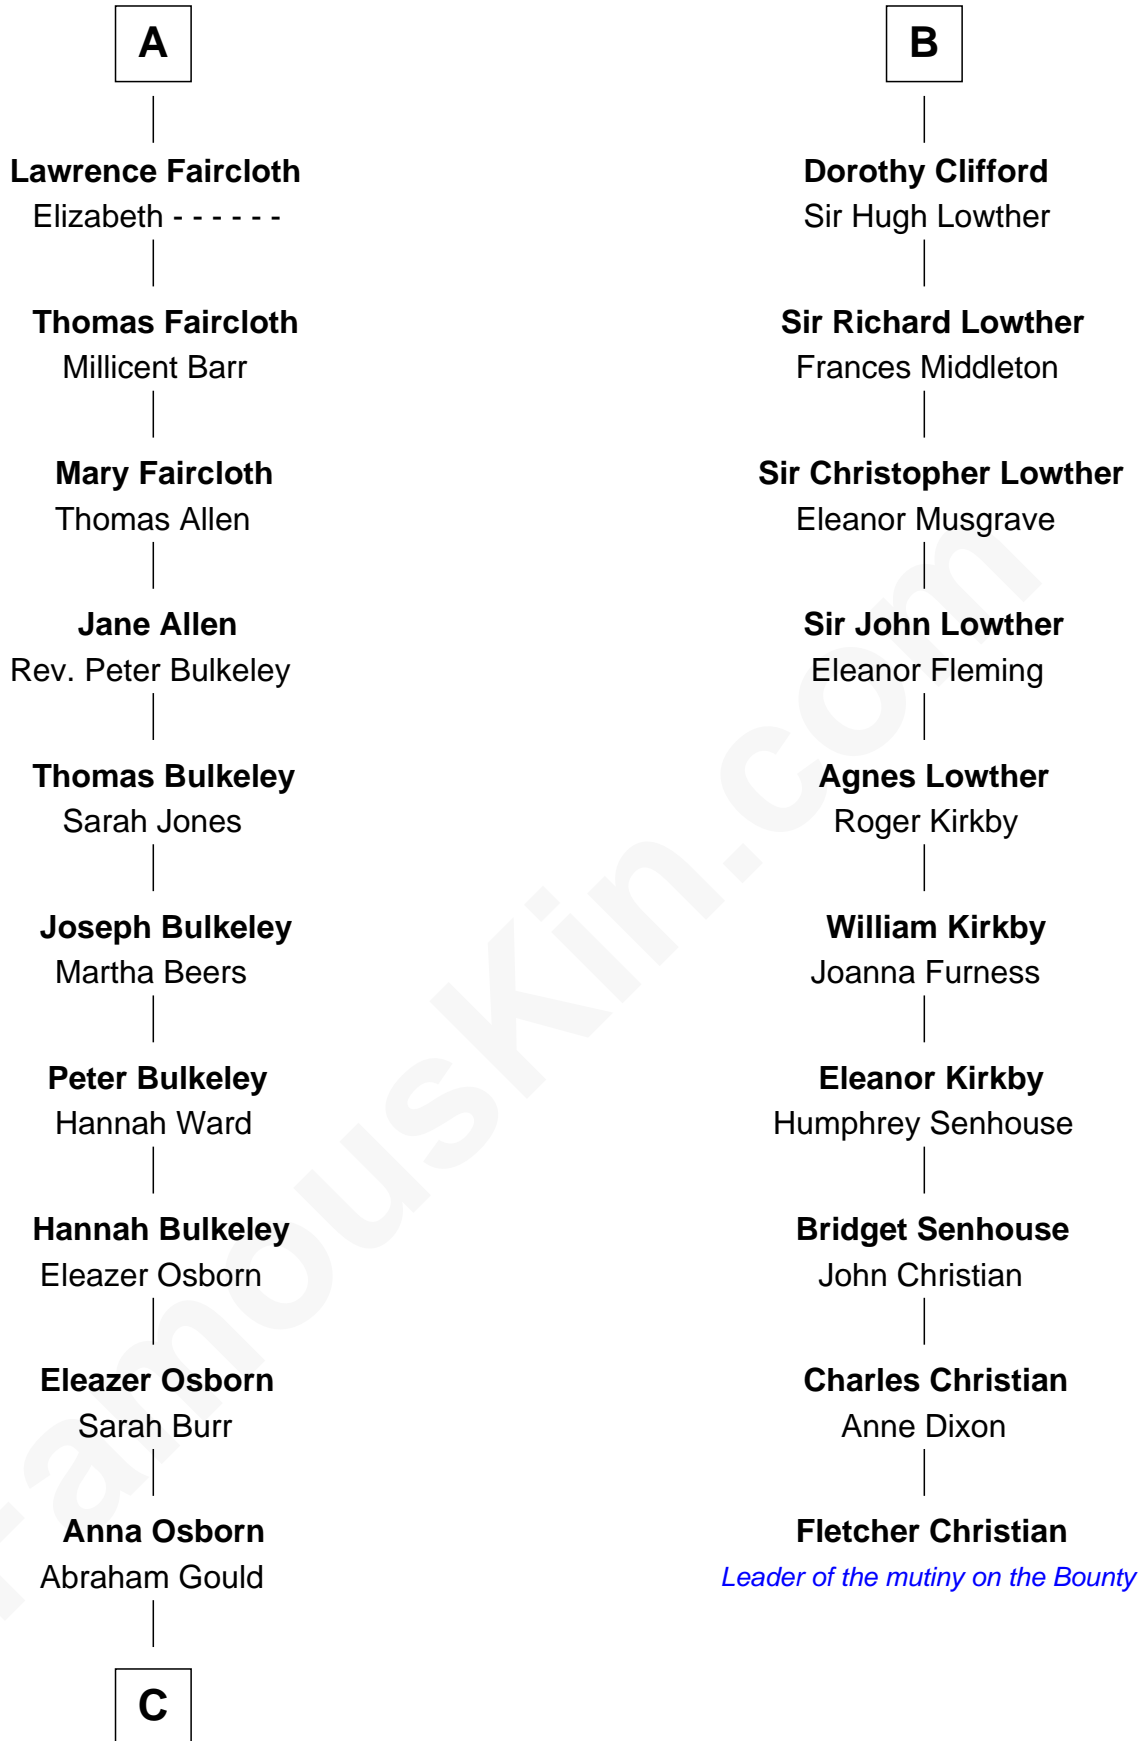 A
Lawrence Faircloth
Elizabeth - - - - - -
Thomas Faircloth
Millicent Barr
Mary Faircloth
Thomas Allen
Jane Allen
Rev. Peter Bulkeley
Thomas Bulkeley
Sarah Jones
Joseph Bulkeley
Martha Beers
Peter Bulkeley
Hannah Ward
Hannah Bulkeley
Eleazer Osborn
Eleazer Osborn
Sarah Burr
Anna Osborn
Abraham Gould
C
B
Dorothy Clifford
Sir Hugh Lowther
Sir Richard Lowther
Frances Middleton
Sir Christopher Lowther
Eleanor Musgrave
Sir John Lowther
Eleanor Fleming
Agnes Lowther
Roger Kirkby
William Kirkby
Joanna Furness
Eleanor Kirkby
Humphrey Senhouse
Bridget Senhouse
John Christian
Charles Christian
Anne Dixon
Fletcher Christian
Leader of the mutiny on the Bounty
FamousKin.com